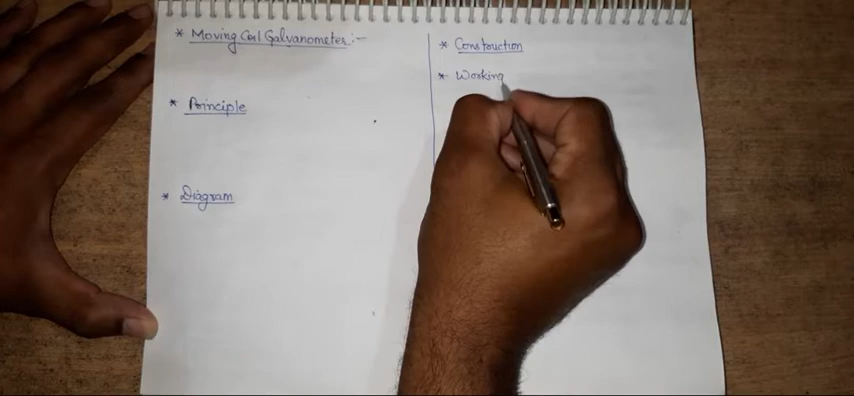 * Moving Coil Galvanometer :-
* Principle
* Diagram
* Construction
* Working